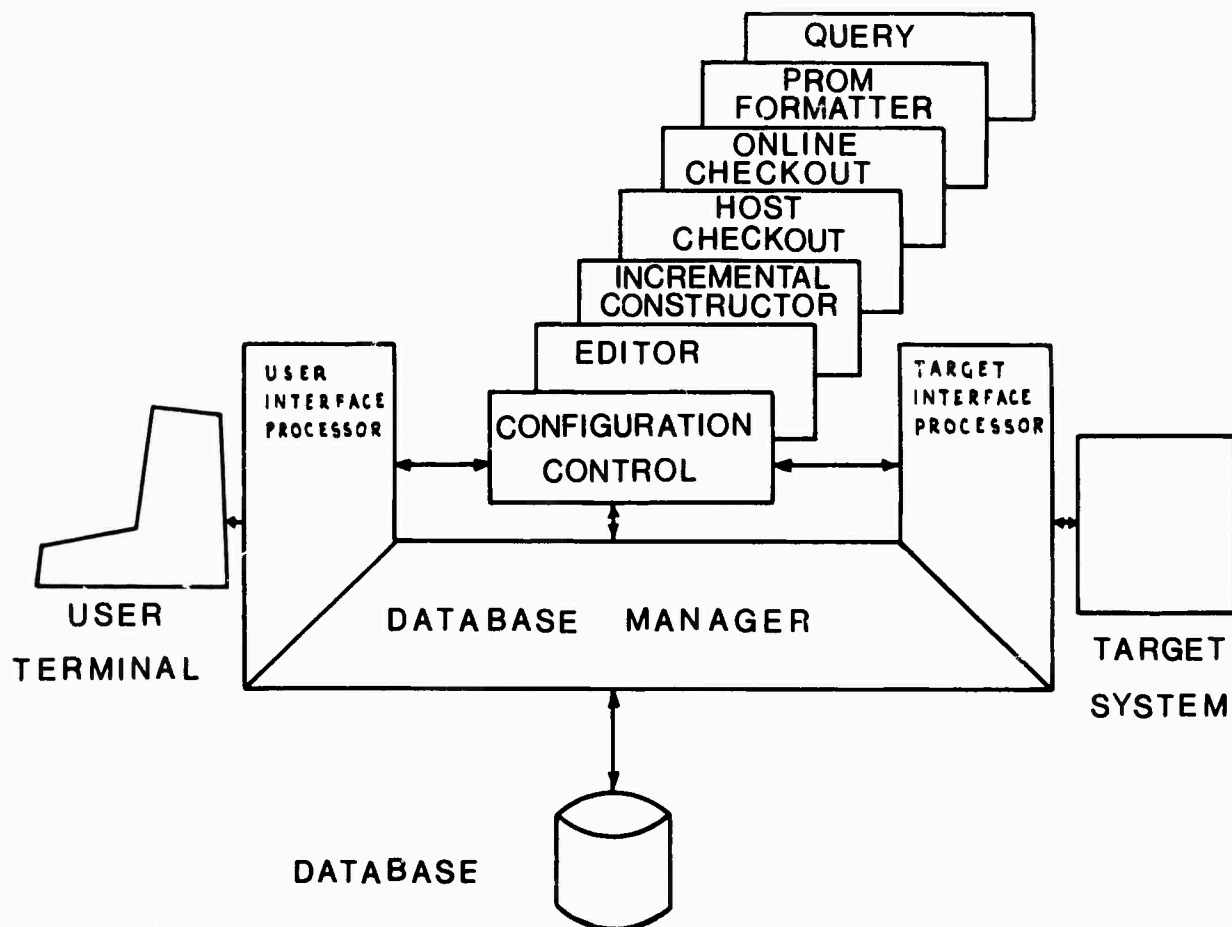 QUERY
PROM
FORMATTER
ONLINE
CHECKOUT
HOST
CHECKOUT
INCREMENTAL
CONSTRUCTOR
EDITOR
CONFIGURATION
CONTROL
USER
INTERFACE
PROCESSOR
TARGET
INTERFACE
PROCESSOR
USER
TERMINAL
DATABASE MANAGER
TARGET
SYSTEM
DATABASE